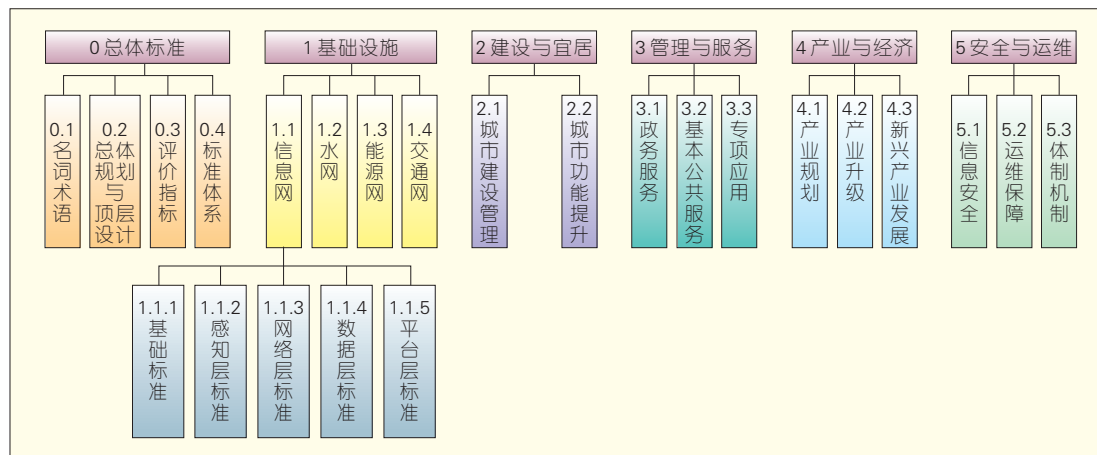 0 总体标准
1 基础设施
2 建设与宜居
3 管理与服务
4 产业与经济
5 安全与运维
0.1 名词术语
0.2 总体规划与顶层设计
0.3 评价指标
0.4 标准体系
1.1 信息网
1.2 水网
1.3 能源网
1.4 交通网
2.1 城市建设管理
2.2 城市功能提升
3.1 政务服务
3.2 基本公共服务
3.3 专项应用
4.1 产业规划
4.2 产业升级
4.3 新兴产业发展
5.1 信息安全
5.2 运维保障
5.3 体制机制
1.1.1 基础标准
1.1.2 感知层标准
1.1.3 网络层标准
1.1.4 数据层标准
1.1.5 平台层标准